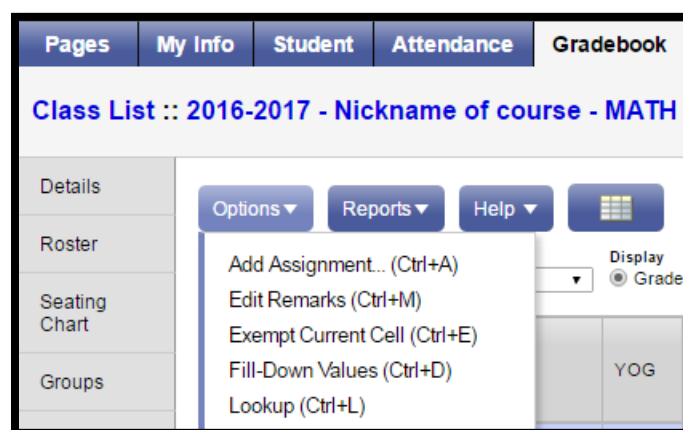 Pages My Info Student Attendance Gradebook
Class List :: 2016-2017 - Nickname of course - MATH
Details
Roster
Seating
Chart
Groups
Options Reports Help
Add Assignment... (Ctrl+A)
Edit Remarks (Ctrl+M)
Exempt Current Cell (Ctrl+E)
Fill-Down Values (Ctrl+D)
Lookup (Ctrl+L)
Display
Grade
YOG